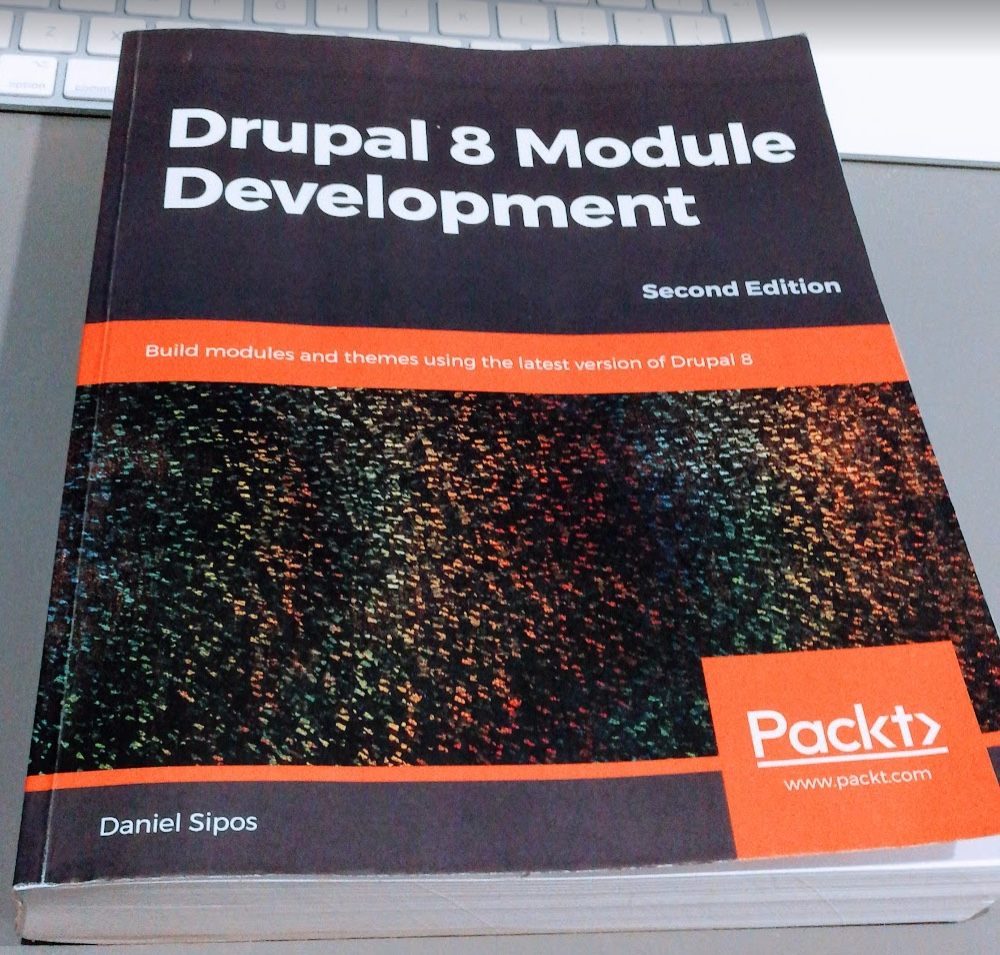 G H J K L
Z X
option
Drupal 8 Module
Development
Second Edition
Build modules and themes using the latest version of Drupal 8
Packt>
www.packt.com
Daniel Sipos